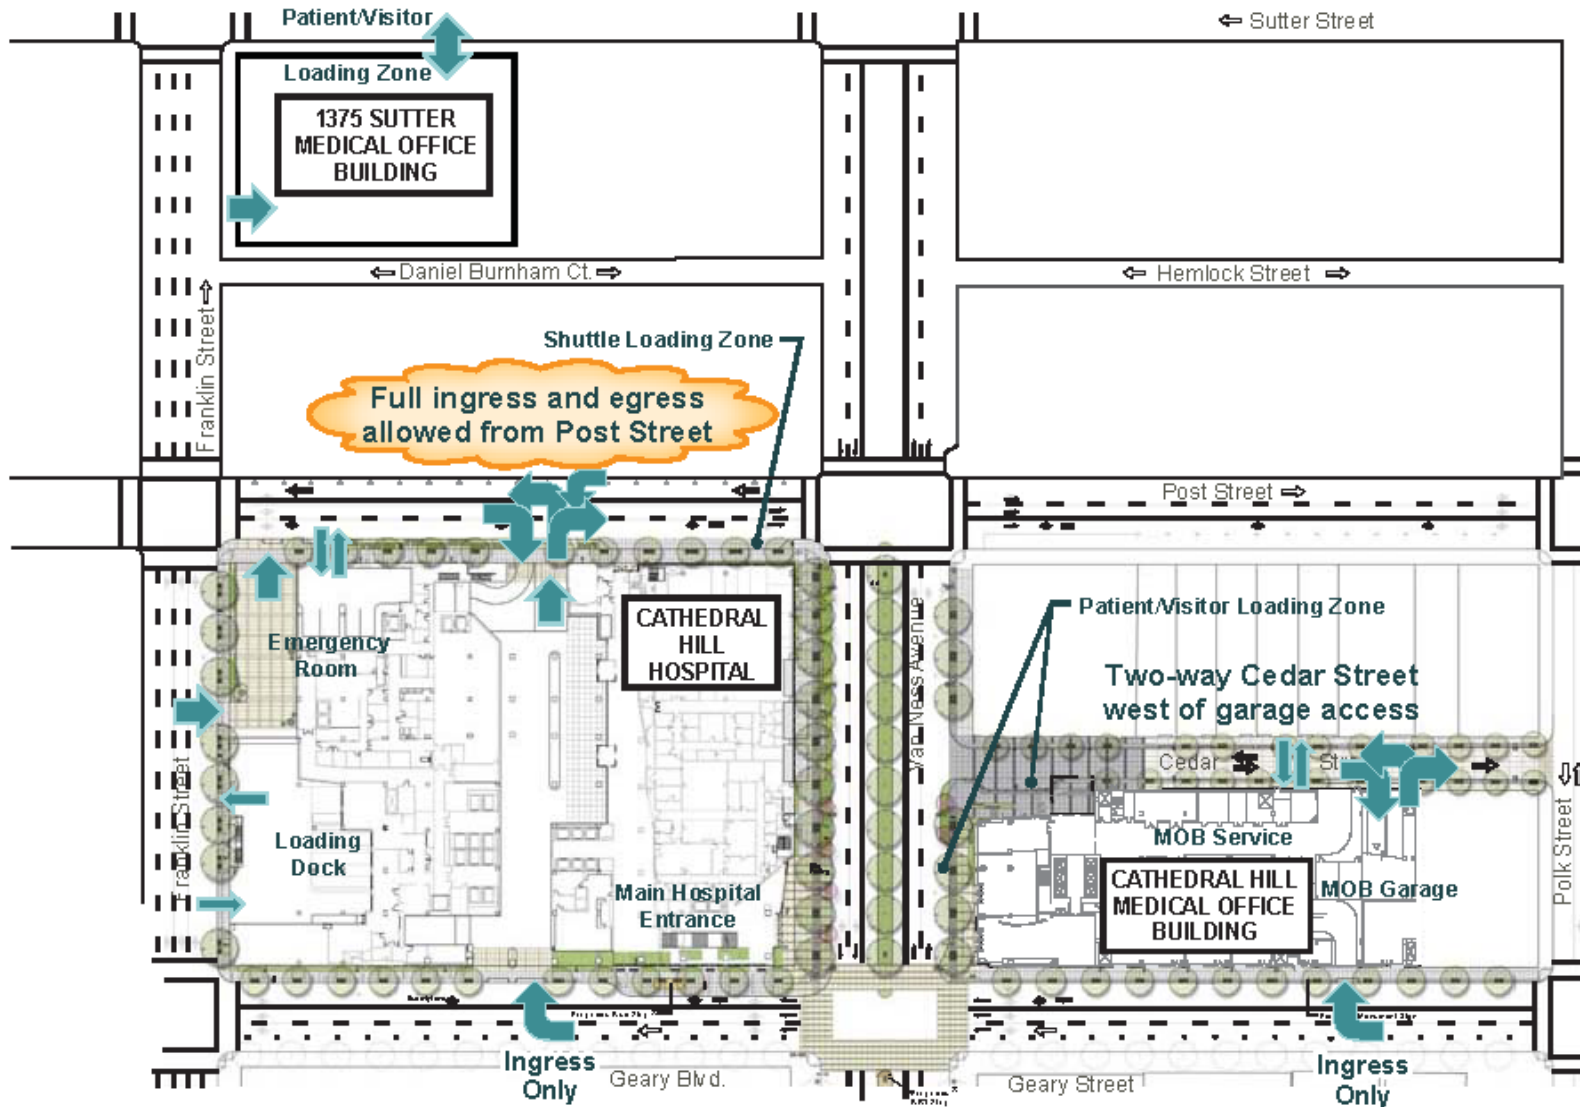 Patient/Visitor
Sutter Street
Loading Zone
1375 SUTTER
MEDICAL OFFICE
BUILDING
Daniel Burnham Ct.
Hemlock Street
Franklin Street
Shuttle Loading Zone
Full ingress and egress
allowed from Post Street
Post Street
Emergency
Room
CATHEDRAL
HILL
HOSPITAL
Van Ness Avenue
Patient/Visitor Loading Zone
Two-way Cedar Street
west of garage access
Cedar
Franklin Street
Loading
Dock
Main Hospital
Entrance
MOB Service
MOB Garage
CATHEDRAL HILL
MEDICAL OFFICE
BUILDING
Polk Street
Ingress
Only
Geary Blvd.
Geary Street
Ingress
Only